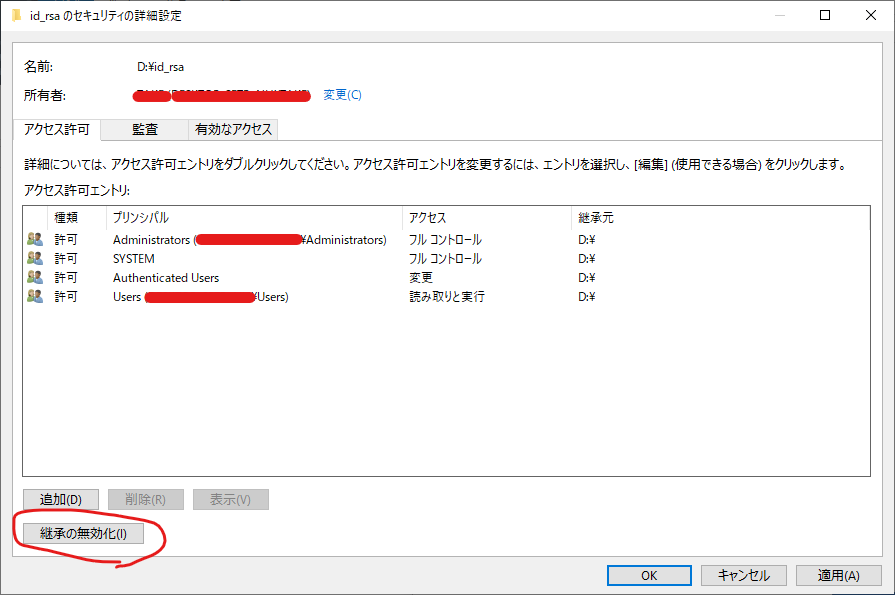 id_rsa のセキュリティの詳細設定
名前: D:¥id_rsa
所有者: 変更(C)
アクセス許可 監査 有効なアクセス
詳細については、アクセス許可エントリをダブルクリックしてください。アクセス許可エントリを変更するには、エントリを選択し、[編集] (使用できる場合) をクリックします。
アクセス許可エントリ:
種類 プリンシパル アクセス 継承元
許可 Administrators ( ¥Administrators) フル コントロール D:¥
許可 SYSTEM フル コントロール D:¥
許可 Authenticated Users 変更 D:¥
許可 Users ( ¥Users) 読み取りと実行 D:¥
追加(D) 削除(R) 表示(V)
継承の無効化(I)
OK キャンセル 適用(A)